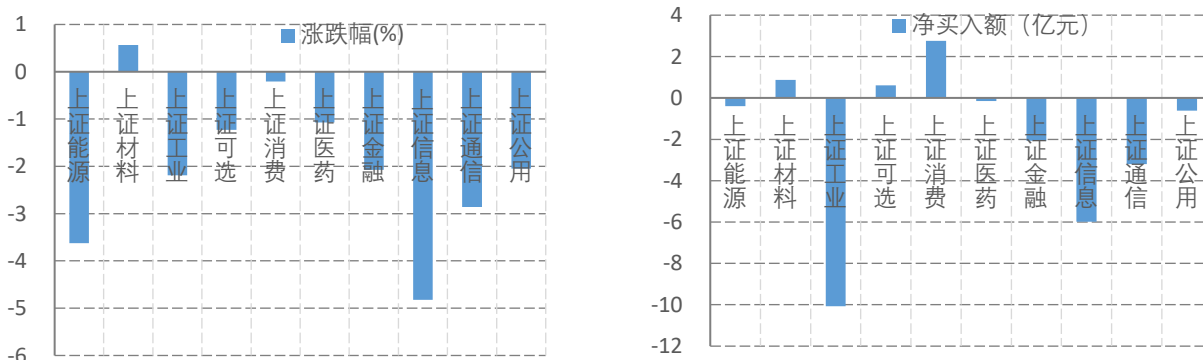 涨跌幅(%)
1
0
-1
-2
-3
-4
-5
-6
上证能源
上证材料
上证工业
上证可选
上证消费
上证医药
上证金融
上证信息
上证通信
上证公用
净买入额（亿元）
4
2
0
-2
-4
-6
-8
-10
-12
上证能源
上证材料
上证工业
上证可选
上证消费
上证医药
上证金融
上证信息
上证通信
上证公用